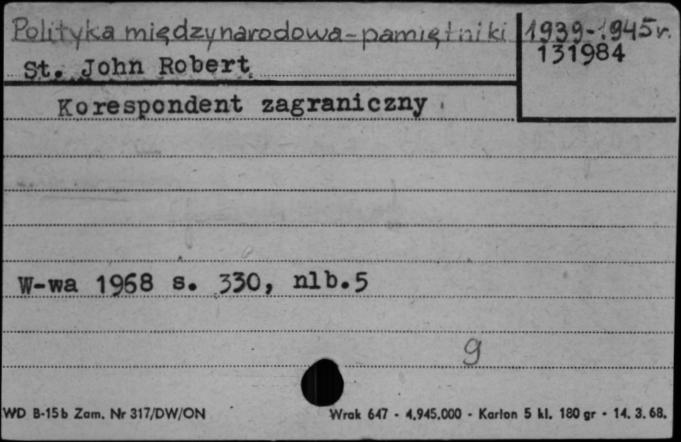 Polityka międzynarodowa-pamiętniki 1939-1945r.
131984
St. John Robert
Korespondent zagraniczny
W-wa 1968 s. 330, nlb.5
9
WD B-15b Zam. Nr 317/DW/ON Wrak 647 - 4.945.000 - Karton 5 kl. 180 gr - 14. 3. 68.